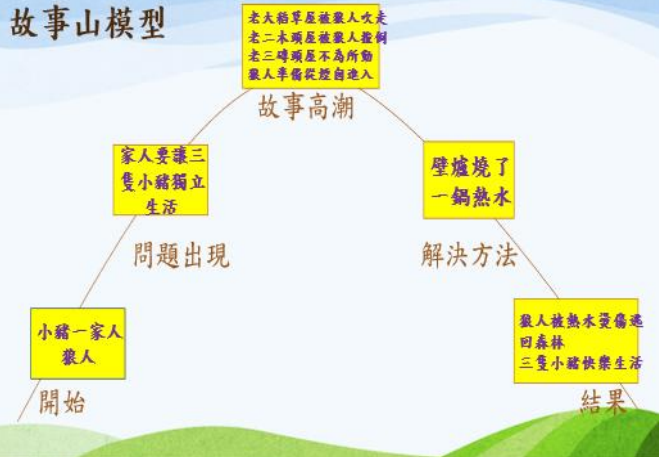 故事山模型
老大稻草屋被狼人吹走
老二木頭屋被狼人撞倒
老三磚頭屋不為所動
狼人準備從煙囪進入
故事高潮
家人要讓三
隻小豬獨立
生活
問題出現
壁爐燒了
一鍋熱水
解決方法
小豬一家人
狼人
開始
狼人被熱水燙傷逃
回森林
三隻小豬快樂生活
結果